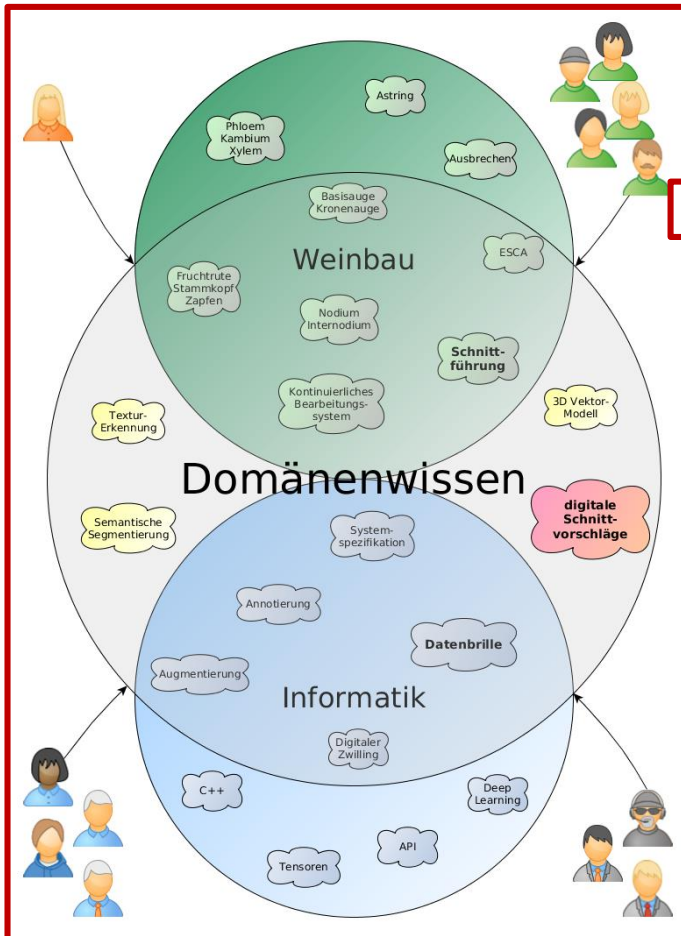 Astring
Phloem
Kambium
Xylem
Ausbrechen
Basisauge
Kronenauge
Weinbau
ESCA
Fruchtrute
Stammkopf
Zapfen
Nodium
Internodium
Schnitt-
führung
Kontinuierliches
Bearbeitungs-
system
Textur-
Erkennung
3D Vektor-
Modell
Domänenwissen
digitale
Schnitt-
vorschläge
Semantische
Segmentierung
System-
spezifikation
Annotierung
Datenbrille
Augmentierung
Informatik
Digitaler
Zwilling
C++
Deep
Learning
API
Tensoren